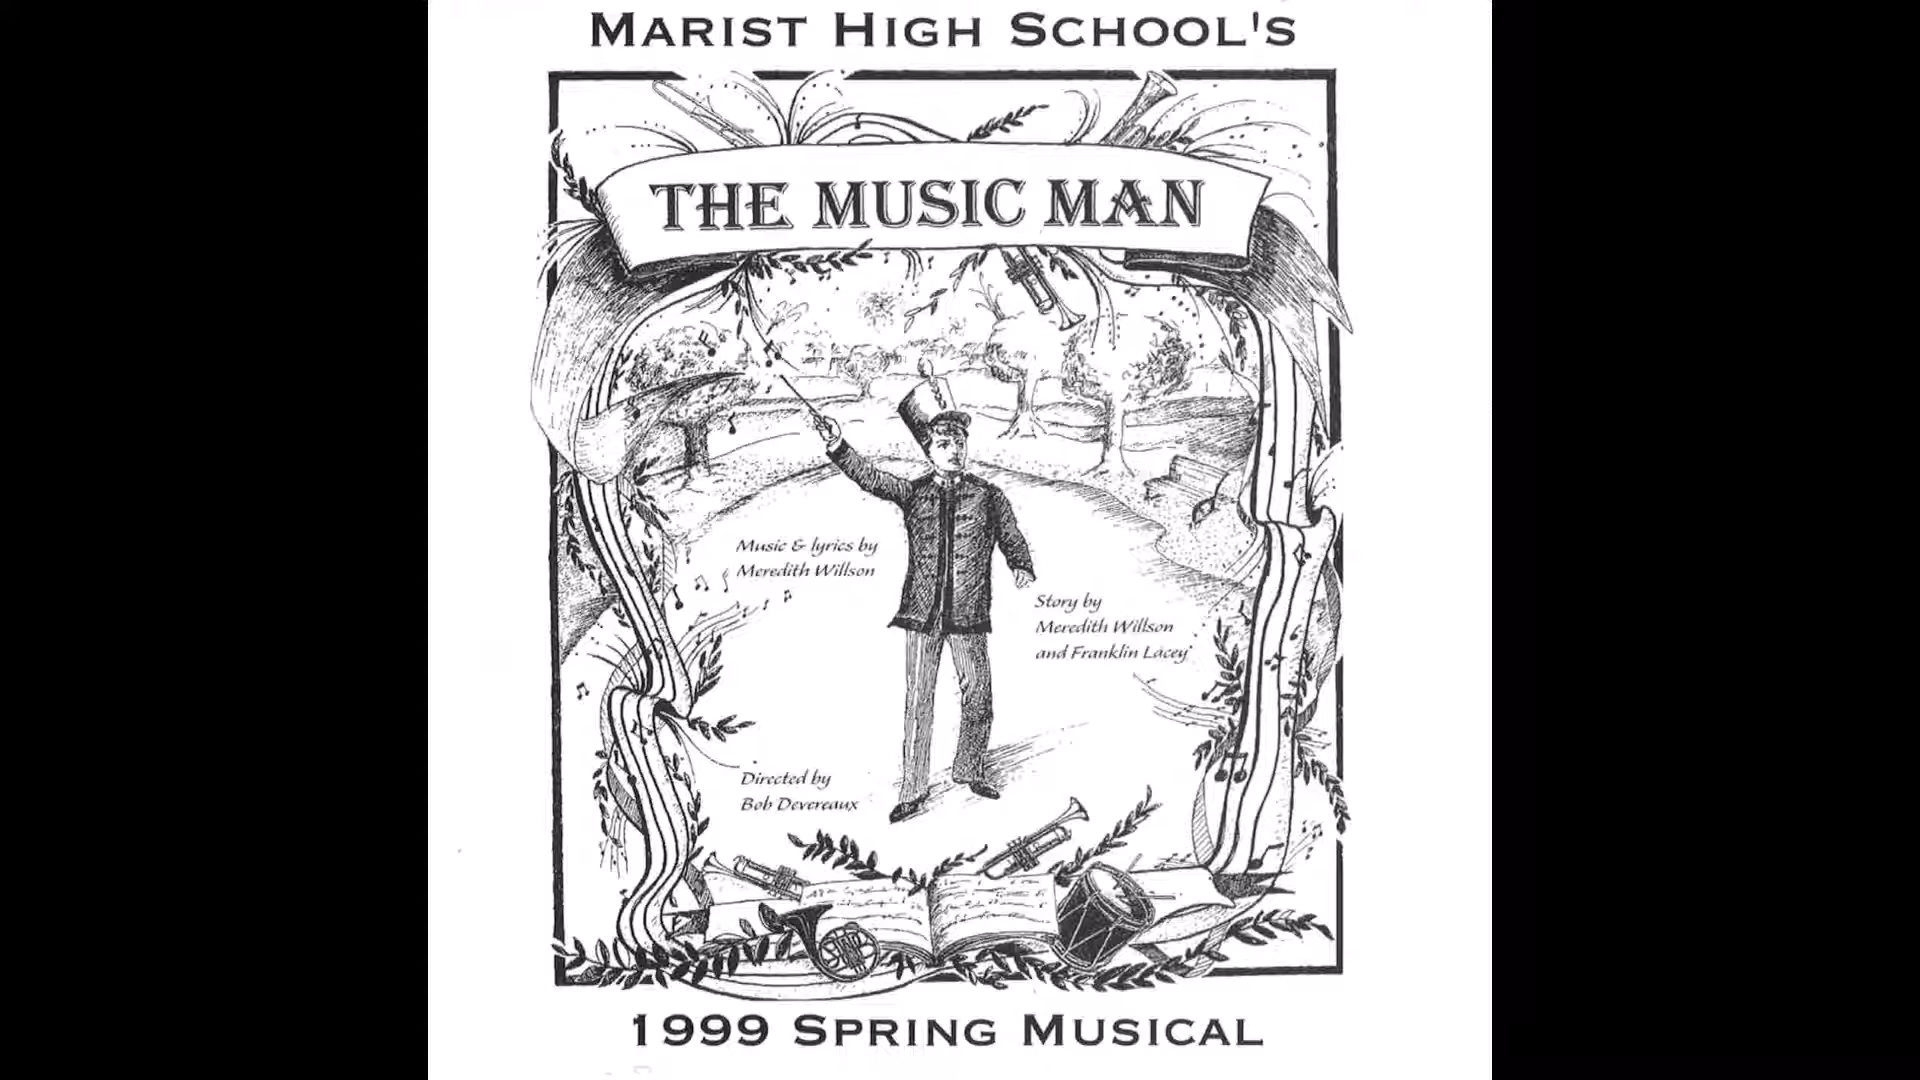 MARIST HIGH SCHOOL'S
THE MUSIC MAN
Music & lyrics by
Meredith Willson
Story by
Meredith Willson
and Franklin Lacey
Directed by
Bob Devereaux
1999 SPRING MUSICAL